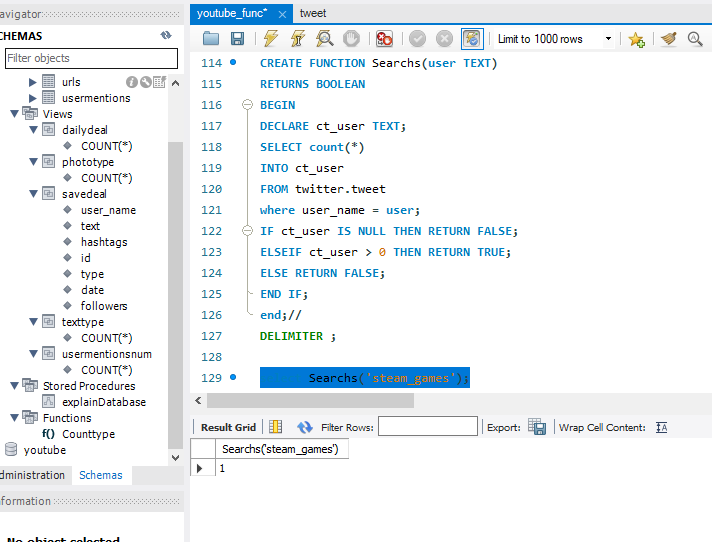 Navigator
SCHEMAS
Filter objects
urls
usermentions
Views
dailydeal
COUNT(*)
phototype
COUNT(*)
savedeal
user_name
text
hashtags
id
type
date
followers
texttype
COUNT(*)
usermentionsnum
COUNT(*)
Stored Procedures
explainDatabase
Functions
f() Counttype
youtube
dministration Schemas
nformation
No object selected
youtube_func* × tweet
Limit to 1000 rows
114 CREATE FUNCTION Searchs(user TEXT)
115 RETURNS BOOLEAN
116 BEGIN
117 DECLARE ct_user TEXT;
118 SELECT count(*)
119 INTO ct_user
120 FROM twitter.tweet
121 where user_name = user;
122 IF ct_user IS NULL THEN RETURN FALSE;
123 ELSEIF ct_user > 0 THEN RETURN TRUE;
124 ELSE RETURN FALSE;
125 END IF;
126 end;//
127 DELIMITER ;
128
129 Searchs('steam_games');
Result Grid Filter Rows: Export: Wrap Cell Content: IA
Searchs('steam_games')
1